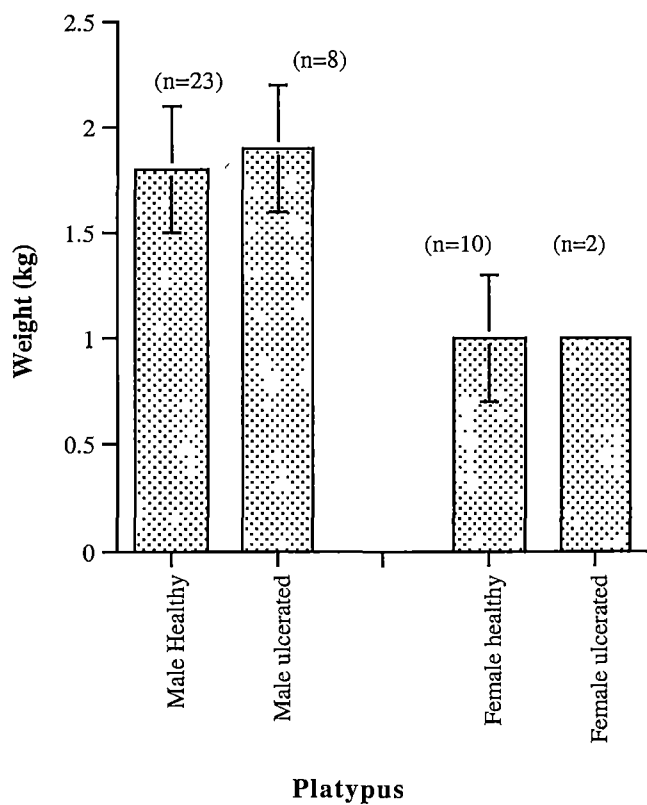 2.5
(n=23)
(n=8)
2
1.5
(n=10)
(n=2)
1
0.5
0
Weight (kg)
Male Healthy
Male ulcerated
Female healthy
Female ulcerated
Platypus